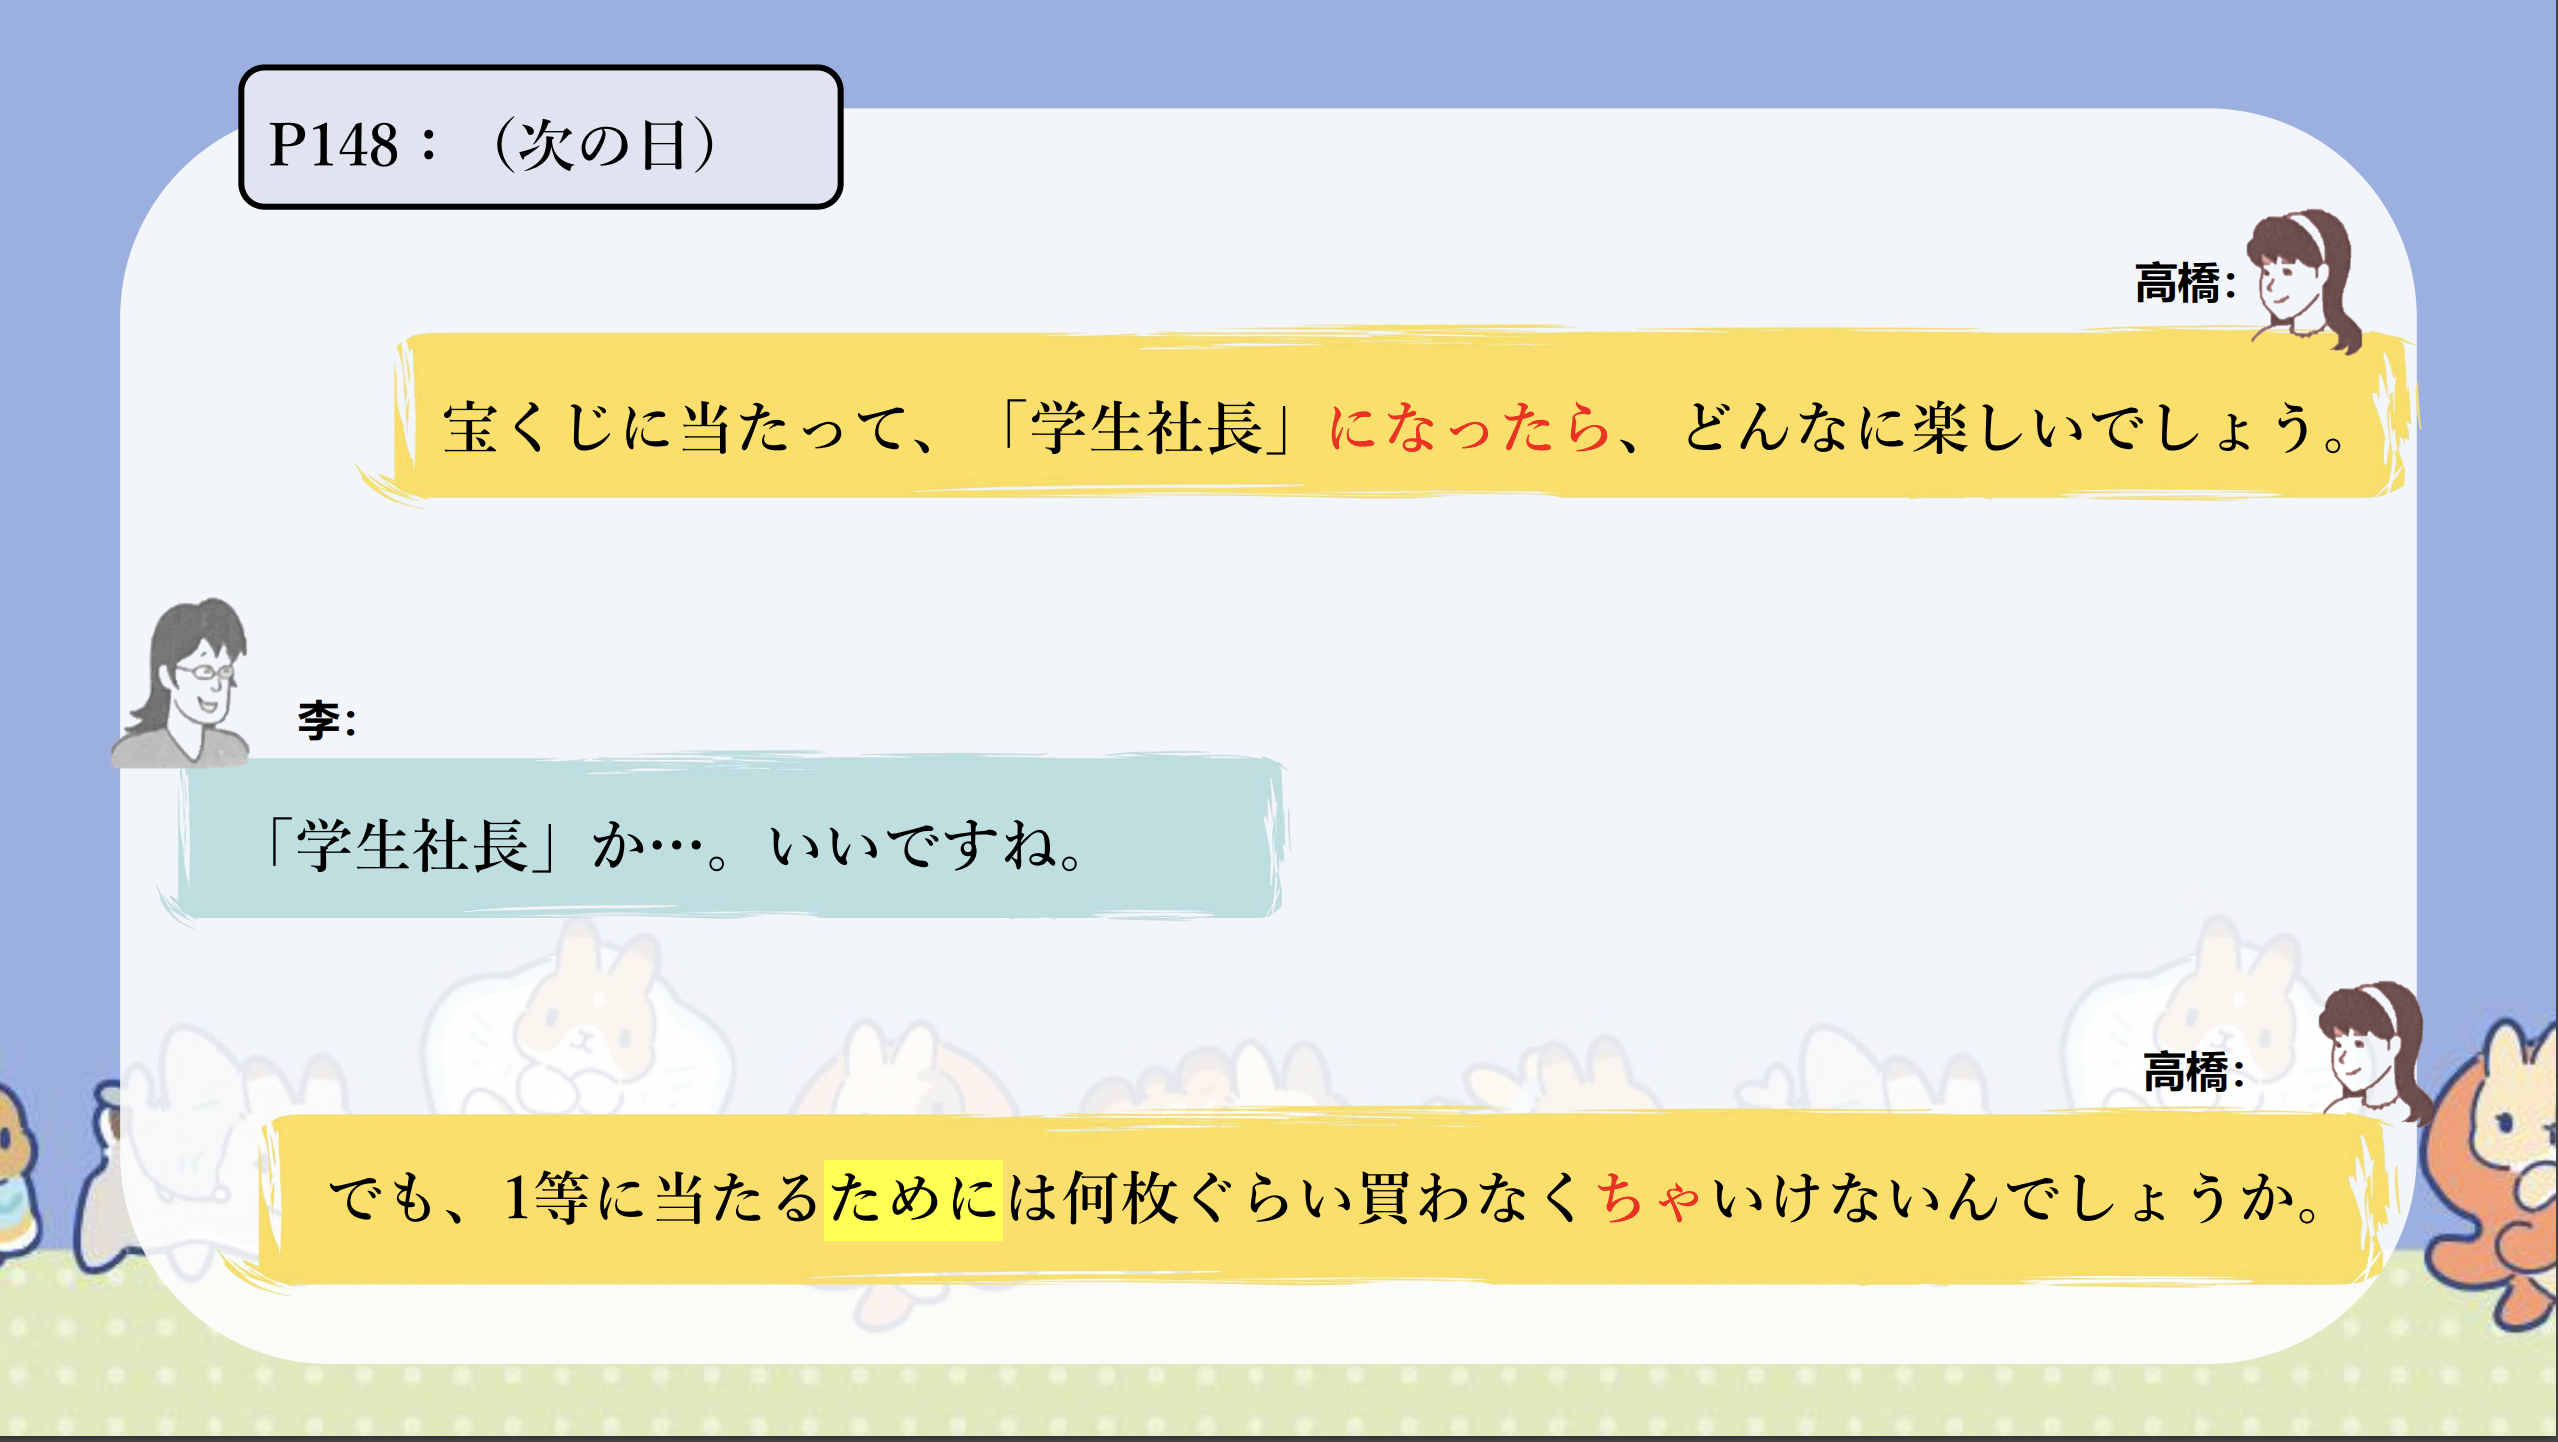 P148：（次の日）
高橋：
宝くじに当たって、「学生社長」になったら、どんなに楽しいでしょう。
李：
「学生社長」か…。いいですね。
高橋：
でも、1等に当たるためには何枚ぐらい買わなくちゃいけないんでしょうか。